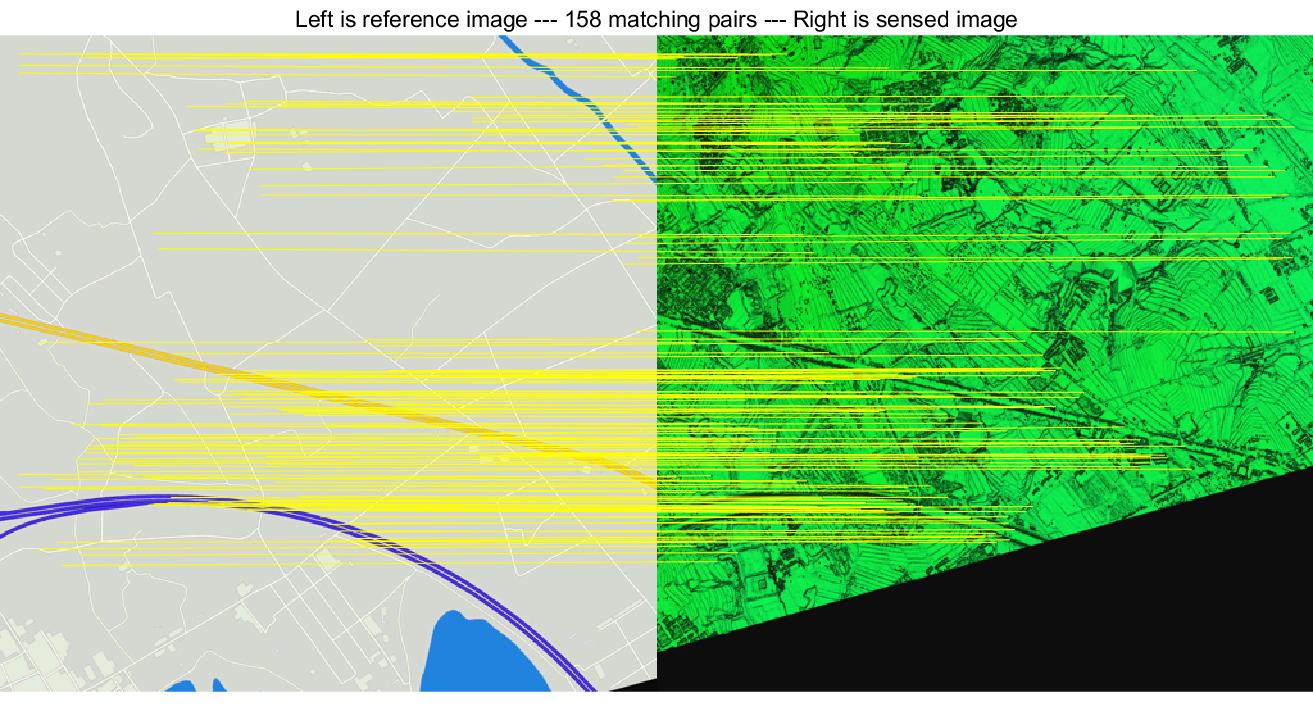 Left is reference image --- 158 matching pairs --- Right is sensed image